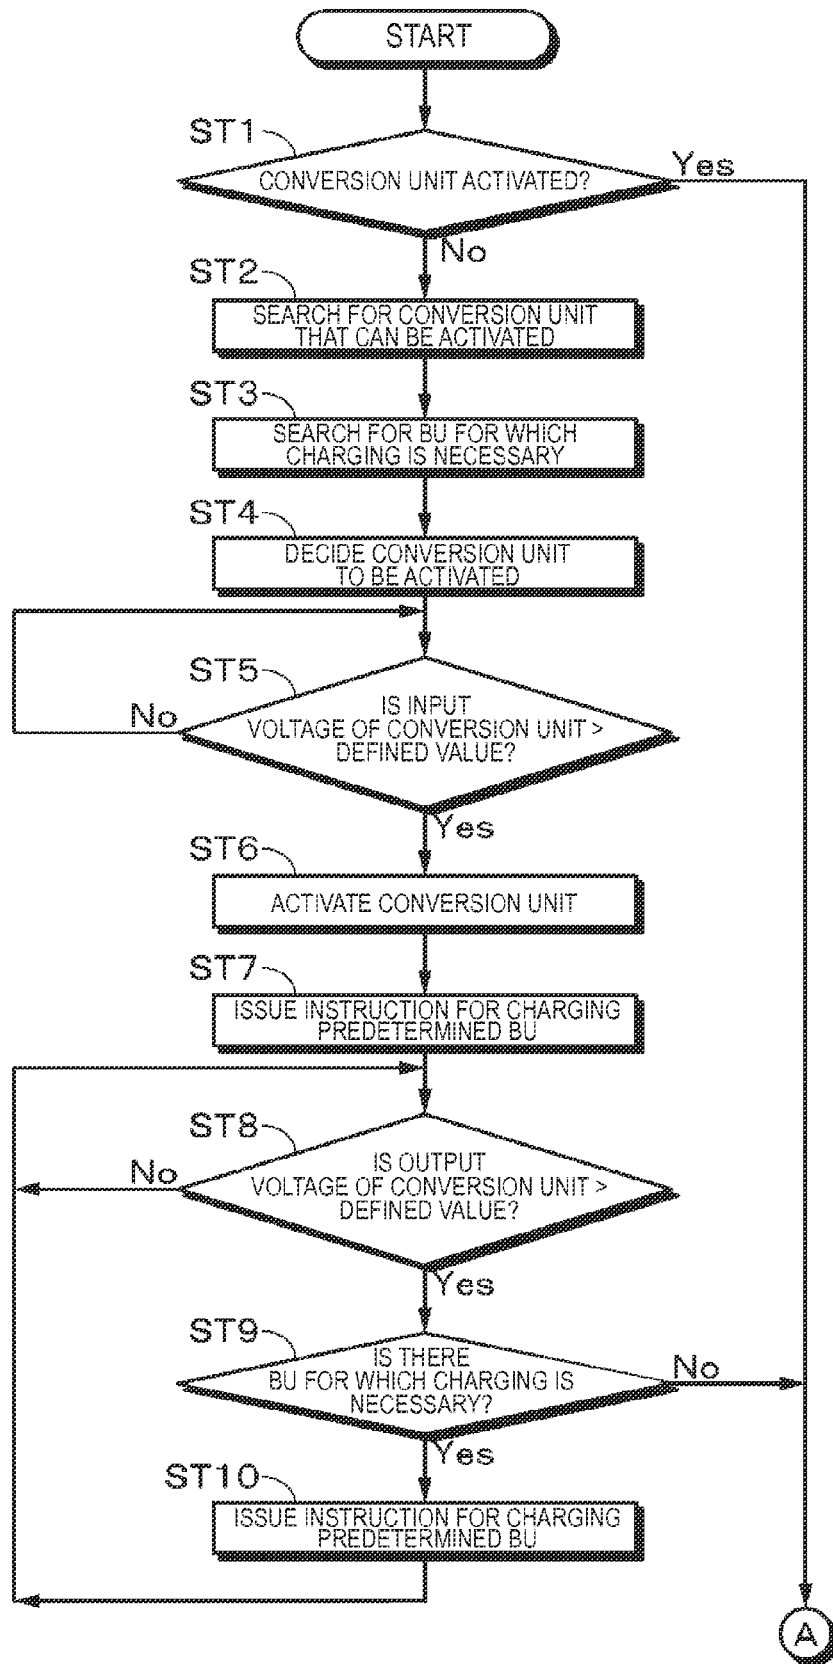 START
ST1
CONVERSION UNIT ACTIVATED?
Yes
No
ST2
SEARCH FOR CONVERSION UNIT
THAT CAN BE ACTIVATED
ST3
SEARCH FOR BU FOR WHICH
CHARGING IS NECESSARY
ST4
DECIDE CONVERSION UNIT
TO BE ACTIVATED
ST5
No
IS INPUT
VOLTAGE OF CONVERSION UNIT >
DEFINED VALUE?
Yes
ST6
ACTIVATE CONVERSION UNIT
ST7
ISSUE INSTRUCTION FOR CHARGING
PREDETERMINED BU
ST8
No
IS OUTPUT
VOLTAGE OF CONVERSION UNIT >
DEFINED VALUE?
Yes
ST9
IS THERE
BU FOR WHICH CHARGING IS
NECESSARY?
No
Yes
ST10
ISSUE INSTRUCTION FOR CHARGING
PREDETERMINED BU
A